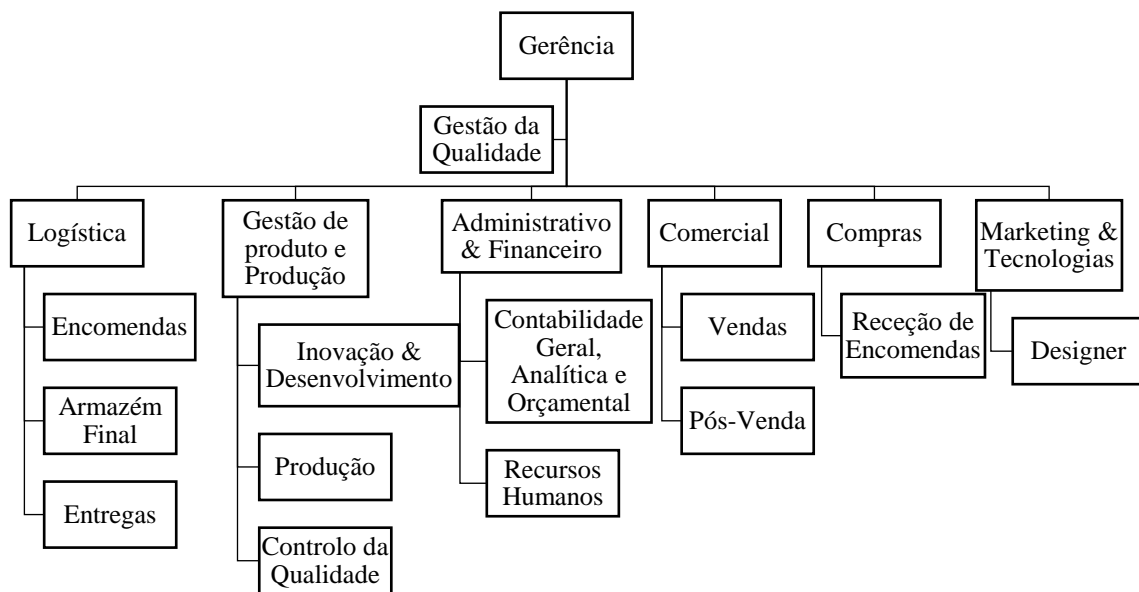 Gerência
Gestão da
Qualidade
Logística
Gestão de
produto e
Produção
Administrativo
& Financeiro
Comercial
Compras
Marketing &
Tecnologias
Encomendas
Armazém
Final
Entregas
Inovação &
Desenvolvimento
Produção
Controlo da
Qualidade
Contabilidade
Geral,
Analítica e
Orçamental
Recursos
Humanos
Vendas
Pós-Venda
Receção de
Encomendas
Designer